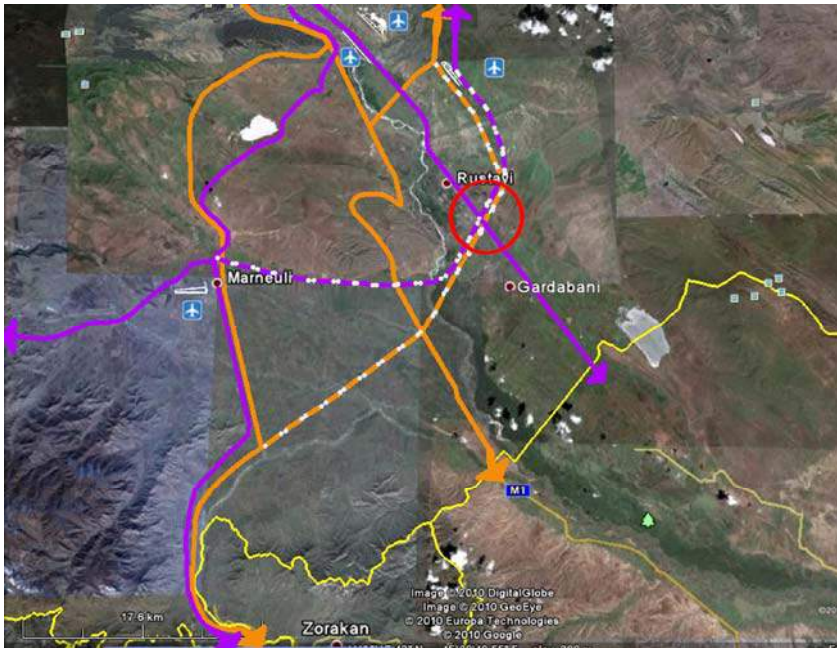 Rustavi
Marneuli
Gardabani
M1
Image © 2010 DigitalGlobe
Image © 2010 GeoEye
© 2010 Europa Technologies
© 2010 Google
©20
17.6 km
Zorakan